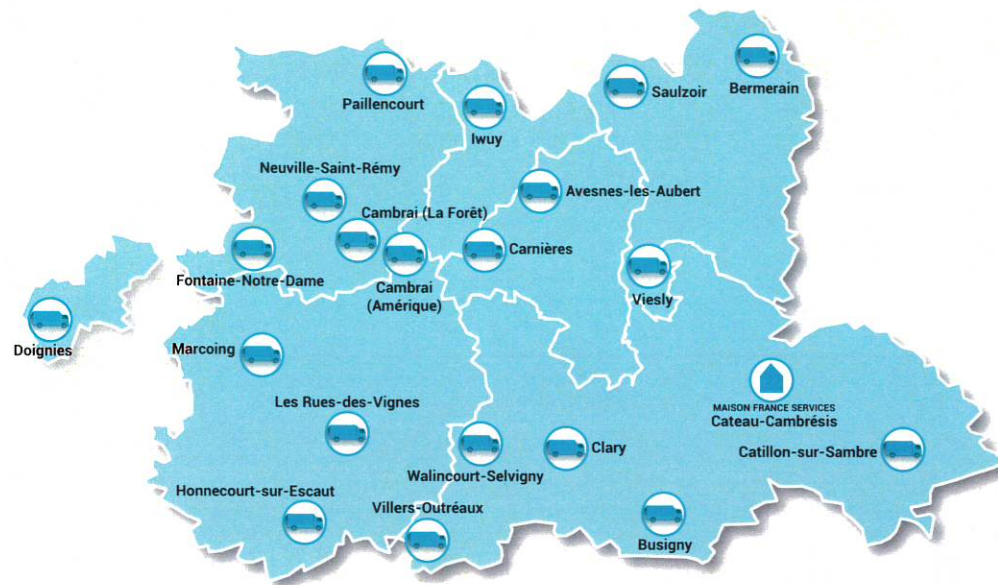 Paillencourt
Iwuy
Saulzoir
Bermerain
Neuville-Saint-Rémy
Avesnes-les-Aubert
Cambrai (La Forêt)
Carnières
Fontaine-Notre-Dame
Cambrai
(Amérique)
Viesly
Doignies
Marcoing
MAISON FRANCE SERVICES
Cateau-Cambrésis
Les Rues-des-Vignes
Clary
Catillon-sur-Sambre
Walincourt-Selvigny
Honnecourt-sur-Escaut
Villers-Outréaux
Busigny